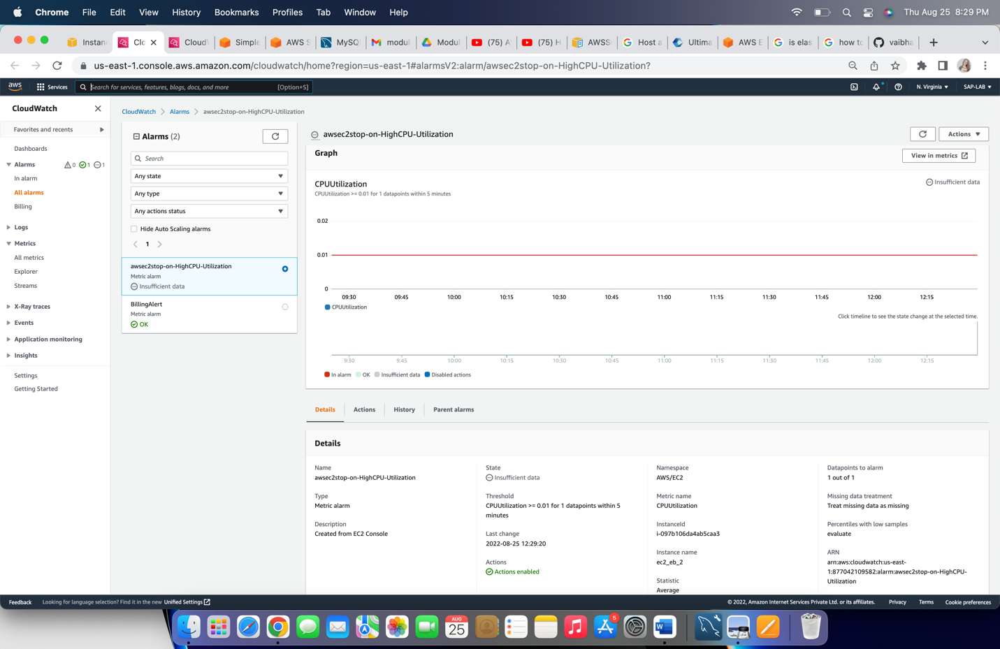 Chrome File Edit View History Bookmarks Profiles Tab Window Help Thu Aug 25 8:29 PM
Instan Clo CloudV Simple AWS S MySQ modul Modul (75) A (75) H AWSS Host a Ultima AWS E is elas how to vaibha
us-east-1.console.aws.amazon.com/cloudwatch/home?region=us-east-1#alarmsV2:alarm/awsec2stop-on-HighCPU-Utilization?
aws Services Search for services, features, blogs, docs, and more [Option+S] N. Virginia SAP-LAB
CloudWatch
Favorites and recents
Dashboards
Alarms 0 1 1
In alarm
All alarms
Billing
Logs
Metrics
All metrics
Explorer
Streams
X-Ray traces
Events
Application monitoring
Insights
Settings
Getting Started
CloudWatch Alarms awsec2stop-on-HighCPU-Utilization
Alarms (2)
Search
Any state
Any type
Any actions status
Hide Auto Scaling alarms
1
awsec2stop-on-HighCPU-Utilization
Metric alarm
Insufficient data
BillingAlert
Metric alarm
OK
awsec2stop-on-HighCPU-Utilization Actions
Graph
View in metrics
CPUUtilization
CPUUtilization >= 0.01 for 1 datapoints within 5 minutes
Insufficient data
0.02
0.01
0
09:30 09:45 10:00 10:15 10:30 10:45 11:00 11:15 11:30 11:45 12:00 12:15
CPUUtilization
Click timeline to see the state change at the selected time.
9:30 9:45 10:00 10:15 10:30 10:45 11:00 11:15 11:30 11:45 12:00 12:15
In alarm OK Insufficient data Disabled actions
Details Actions History Parent alarms
Details
Name
awsec2stop-on-HighCPU-Utilization
Type
Metric alarm
Description
Created from EC2 Console
State
Insufficient data
Threshold
CPUUtilization >= 0.01 for 1 datapoints within 5
minutes
Last change
2022-08-25 12:29:20
Actions
Actions enabled
Namespace
AWS/EC2
Metric name
CPUUtilization
InstanceId
i-097b106da4ab5caa3
Instance name
ec2_eb_2
Statistic
Average
Datapoints to alarm
1 out of 1
Missing data treatment
Treat missing data as missing
Percentiles with low samples
evaluate
ARN
arn:aws:cloudwatch:us-east-
1:877042109582:alarm:awsec2stop-on-HighCPU-
Utilization
Feedback Looking for language selection? Find it in the new Unified Settings © 2022, Amazon Internet Services Private Ltd. or its affiliates. Privacy Terms Cookie preferences
AUG
25
5
W